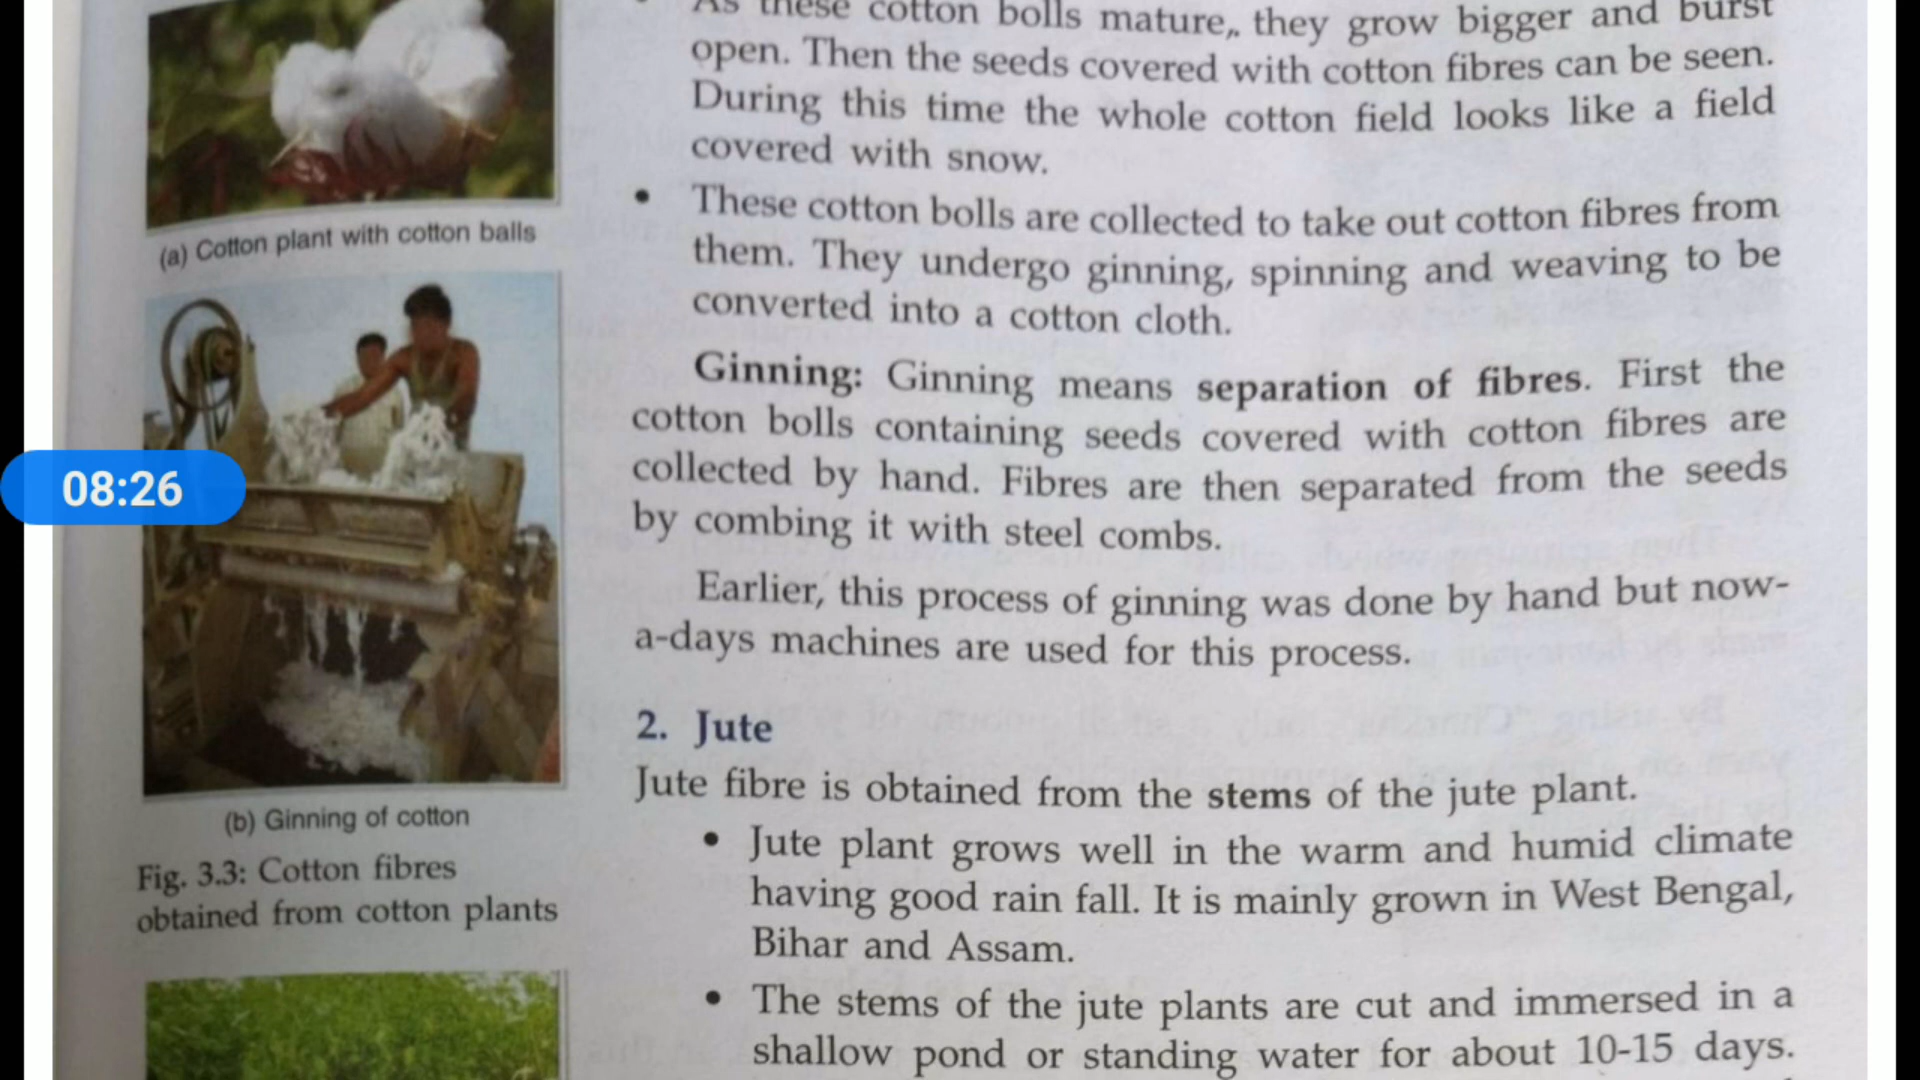 As these cotton bolls mature,, they grow bigger and burst
open. Then the seeds covered with cotton fibres can be seen.
During this time the whole cotton field looks like a field
covered with snow.
(a) Cotton plant with cotton balls
• These cotton bolls are collected to take out cotton fibres from
them. They undergo ginning, spinning and weaving to be
converted into a cotton cloth.
Ginning: Ginning means separation of fibres. First the
cotton bolls containing seeds covered with cotton fibres are
collected by hand. Fibres are then separated from the seeds
by combing it with steel combs.
08:26
Earlier, this process of ginning was done by hand but now-
a-days machines are used for this process.
(b) Ginning of cotton
Fig. 3.3: Cotton fibres
obtained from cotton plants
2. Jute
Jute fibre is obtained from the stems of the jute plant.
• Jute plant grows well in the warm and humid climate
having good rain fall. It is mainly grown in West Bengal,
Bihar and Assam.
• The stems of the jute plants are cut and immersed in a
shallow pond or standing water for about 10-15 days.